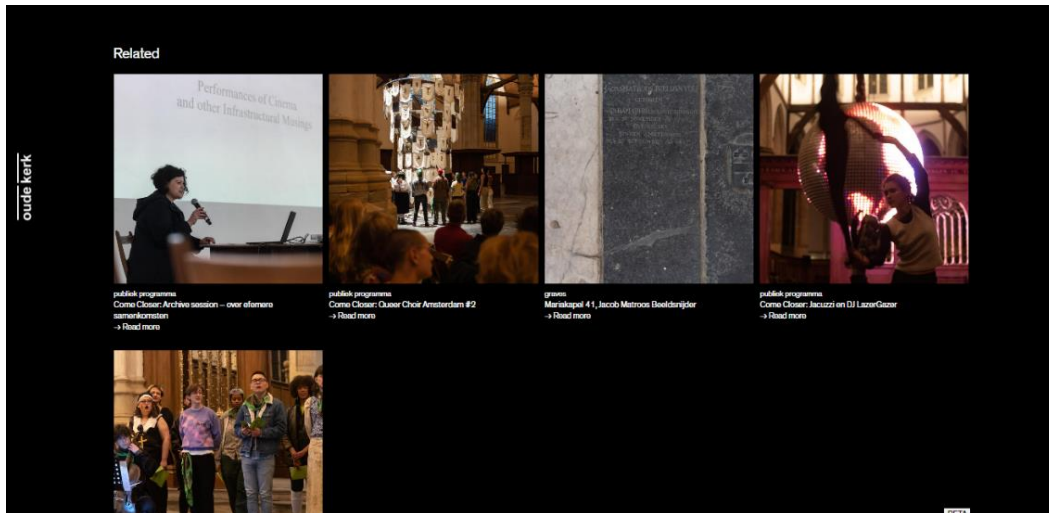 Related
oude kerk
Performances of Cinema
and other Infrastructural Musings
publiek programma
Come Closer: Archive session – over efemere
samenkomsten
→ Read more
publiek programma
Come Closer: Queer Choir Amsterdam #2
→ Read more
graves
Mariakapel 41, Jacob Matroos Beeldsnijder
→ Read more
publiek programma
Come Closer: Jacuzzi en DJ LazerGazer
→ Read more
BETA